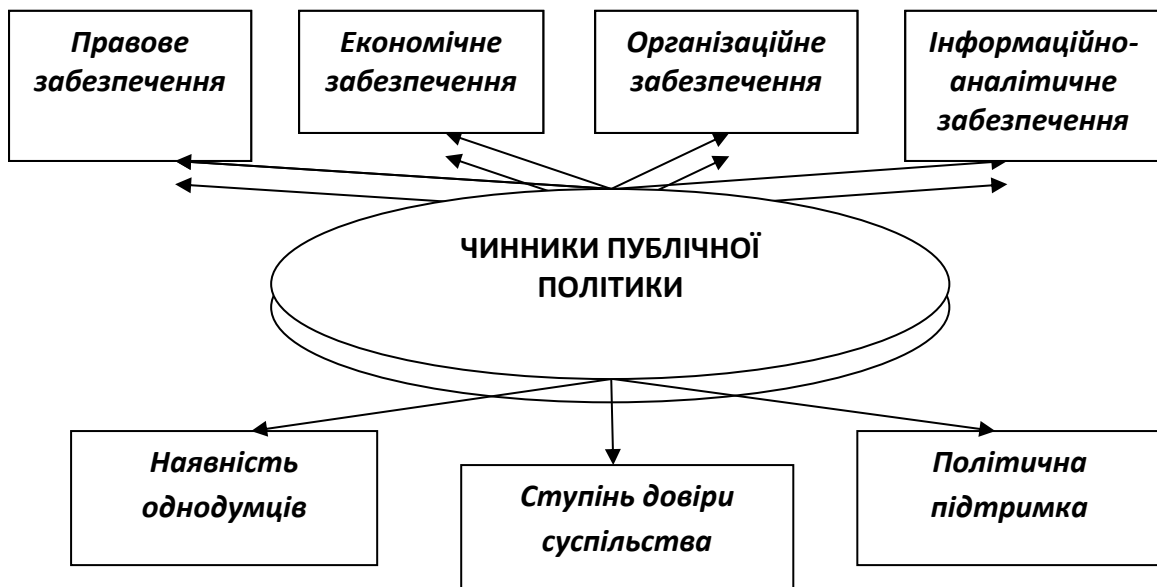 Правове
забезпечення
Економічне
забезпечення
Організаційне
забезпечення
Інформаційно-
аналітичне
забезпечення
ЧИННИКИ ПУБЛІЧНОЇ
ПОЛІТИКИ
Наявність
однодумців
Ступінь довіри
суспільства
Політична
підтримка